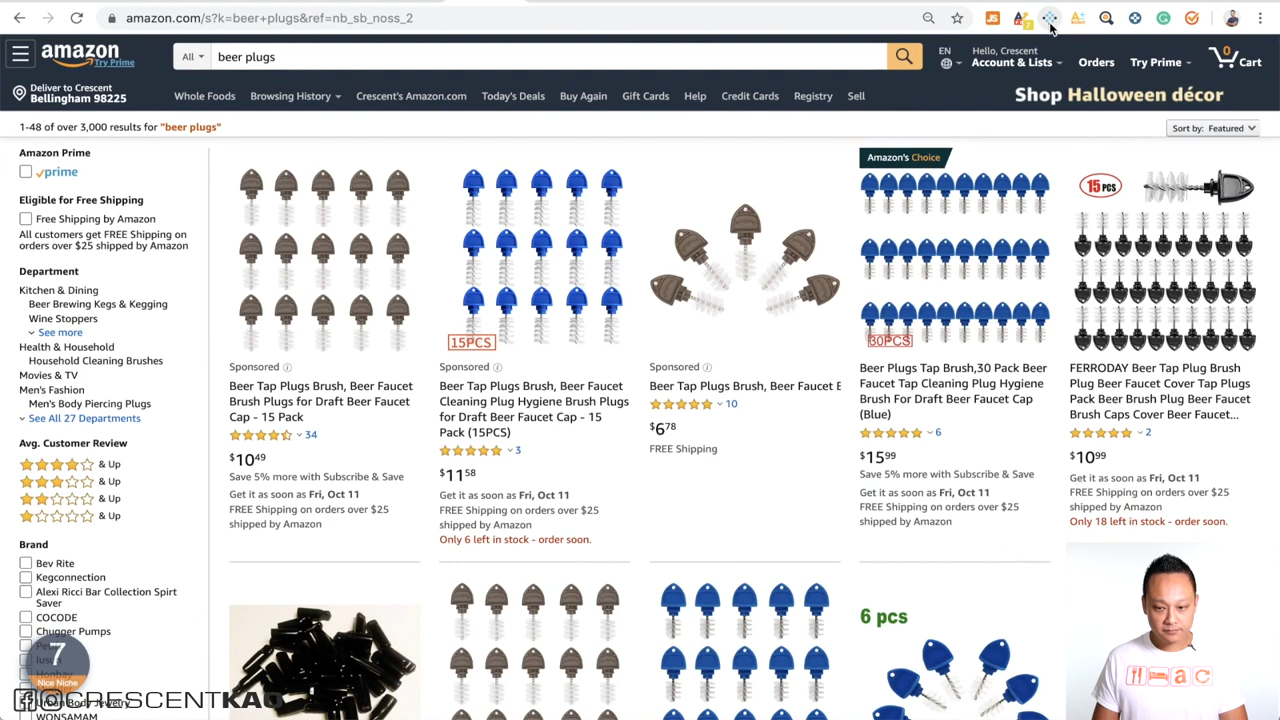 amazon.com/s?k=beer+plugs&ref=nb_sb_noss_2
JS
7
amazon
Try Prime
All
beer plugs
EN
Hello, Crescent
Account & Lists
Orders
Try Prime
0
Cart
Deliver to Crescent
Bellingham 98225
Whole Foods
Browsing History
Crescent's Amazon.com
Today's Deals
Buy Again
Gift Cards
Help
Credit Cards
Registry
Sell
Shop Halloween décor
1-48 of over 3,000 results for "beer plugs"
Sort by: Featured
Amazon Prime
prime
Eligible for Free Shipping
Free Shipping by Amazon
All customers get FREE Shipping on
orders over $25 shipped by Amazon
Department
Kitchen & Dining
Beer Brewing Kegs & Kegging
Wine Stoppers
See more
Health & Household
Household Cleaning Brushes
Movies & TV
Men's Fashion
Men's Body Piercing Plugs
See All 27 Departments
Avg. Customer Review
& Up
& Up
& Up
& Up
Brand
Bev Rite
Kegconnection
Alexi Ricci Bar Collection Spirt
Saver
COCODE
Chugger Pumps
Urban Body Jewelry
WONSAMAM
7
Nice Niche
@CRESCENTKAO
Sponsored
Beer Tap Plugs Brush, Beer Faucet
Brush Plugs for Draft Beer Faucet
Cap - 15 Pack
34
$10 49
Save 5% more with Subscribe & Save
Get it as soon as Fri, Oct 11
FREE Shipping on orders over $25
shipped by Amazon
15PCS
Sponsored
Beer Tap Plugs Brush, Beer Faucet
Cleaning Plug Hygiene Brush Plugs
for Draft Beer Faucet Cap - 15
Pack (15PCS)
3
$11 58
Get it as soon as Fri, Oct 11
FREE Shipping on orders over $25
shipped by Amazon
Only 6 left in stock - order soon.
Sponsored
Beer Tap Plugs Brush, Beer Faucet B
10
$6 78
FREE Shipping
Amazon's Choice
30PCS
Beer Plugs Tap Brush,30 Pack Beer
Faucet Tap Cleaning Plug Hygiene
Brush For Draft Beer Faucet Cap
(Blue)
6
$15 99
Save 5% more with Subscribe & Save
Get it as soon as Fri, Oct 11
FREE Shipping on orders over $25
shipped by Amazon
15 PCS
FERRODAY Beer Tap Plug Brush
Plug Beer Faucet Cover Tap Plugs
Pack Beer Brush Plug Beer Faucet
Brush Caps Cover Beer Faucet...
2
$10 99
Get it as soon as Fri, Oct 11
FREE Shipping on orders over $25
shipped by Amazon
Only 18 left in stock - order soon.
6 pcs